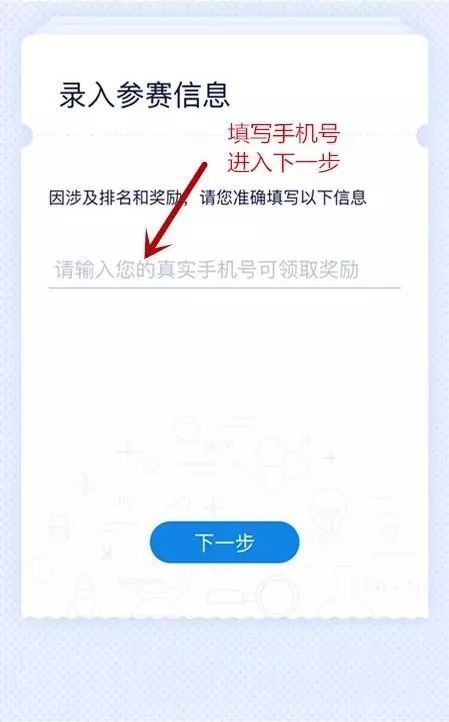 录入参赛信息
填写手机号
进入下一步
因涉及排名和奖励，请您准确填写以下信息
请输入您的真实手机号可领取奖励
下一步